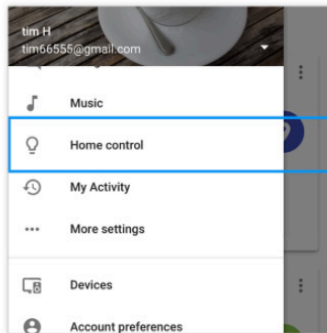 tim H
tim66555@gmail.com
Music
Home control
My Activity
More settings
Devices
Account preferences